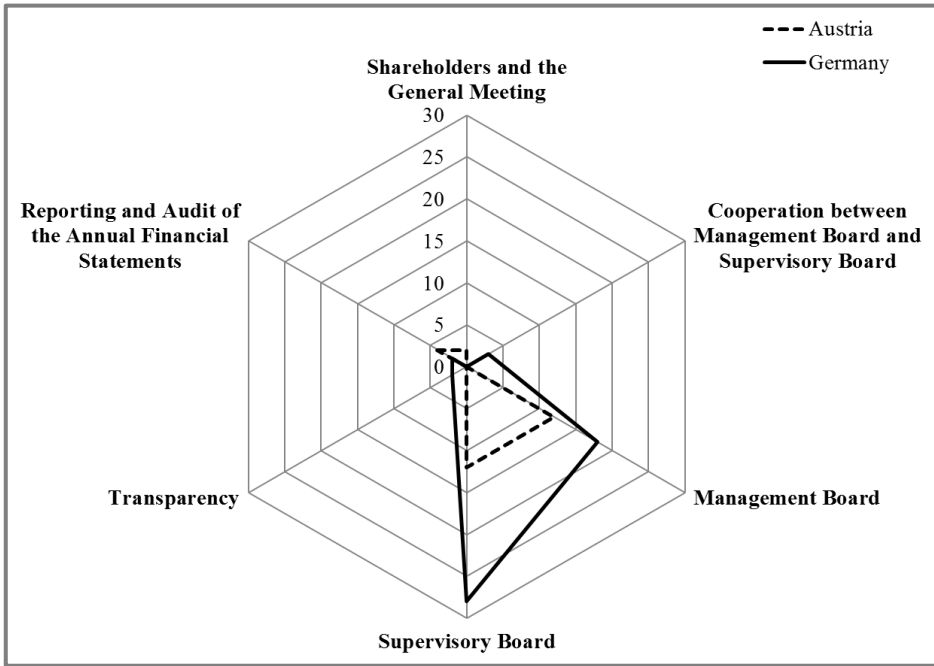 Austria
Germany
Shareholders and the
General Meeting
30
25
20
15
10
5
0
Reporting and Audit of
the Annual Financial
Statements
Cooperation between
Management Board and
Supervisory Board
Transparency
Management Board
Supervisory Board